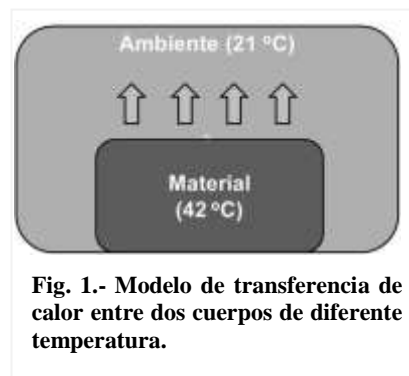 Ambiente (21 ºC)
Material
(42 ºC)
Fig. 1.- Modelo de transferencia de
calor entre dos cuerpos de diferente
temperatura.